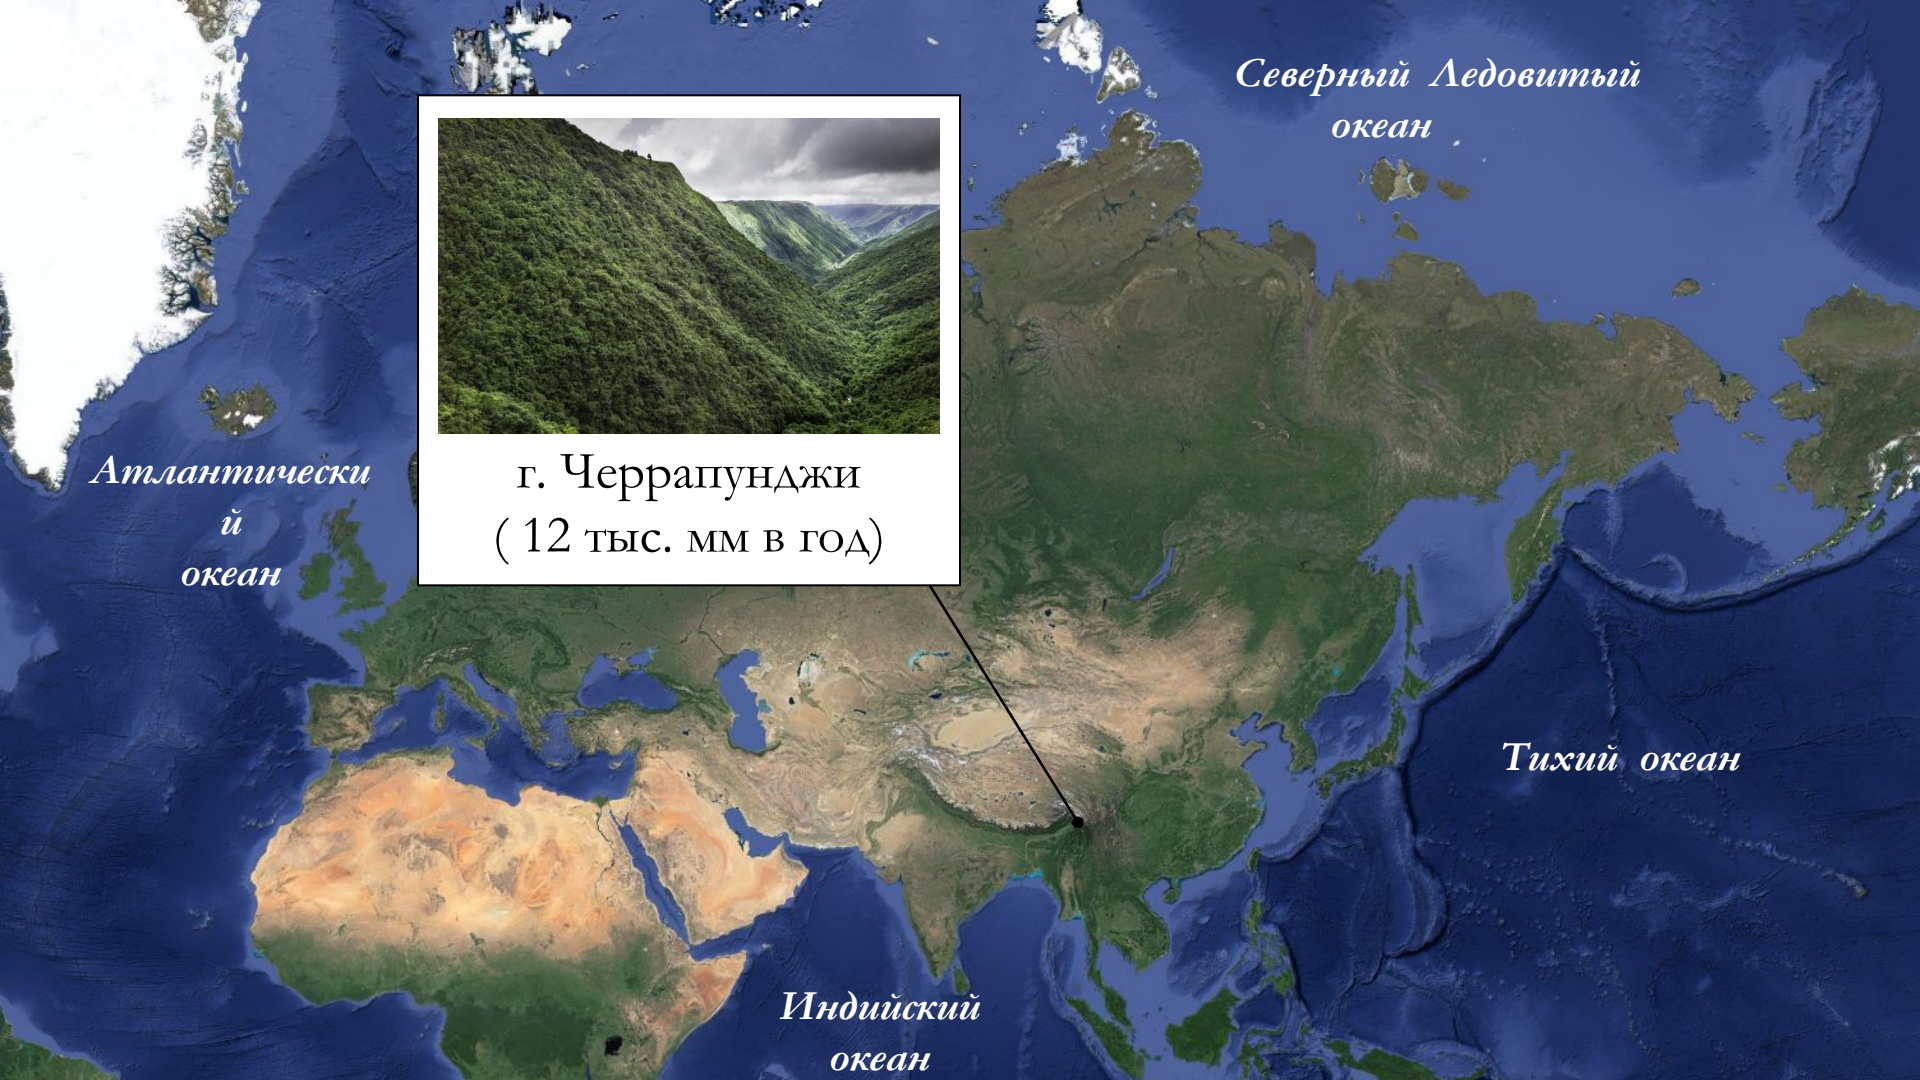 Северный Ледовитый
океан
г. Черрапунджи
( 12 тыс. мм в год)
Атлантически
й
океан
Тихий океан
Индийский
океан